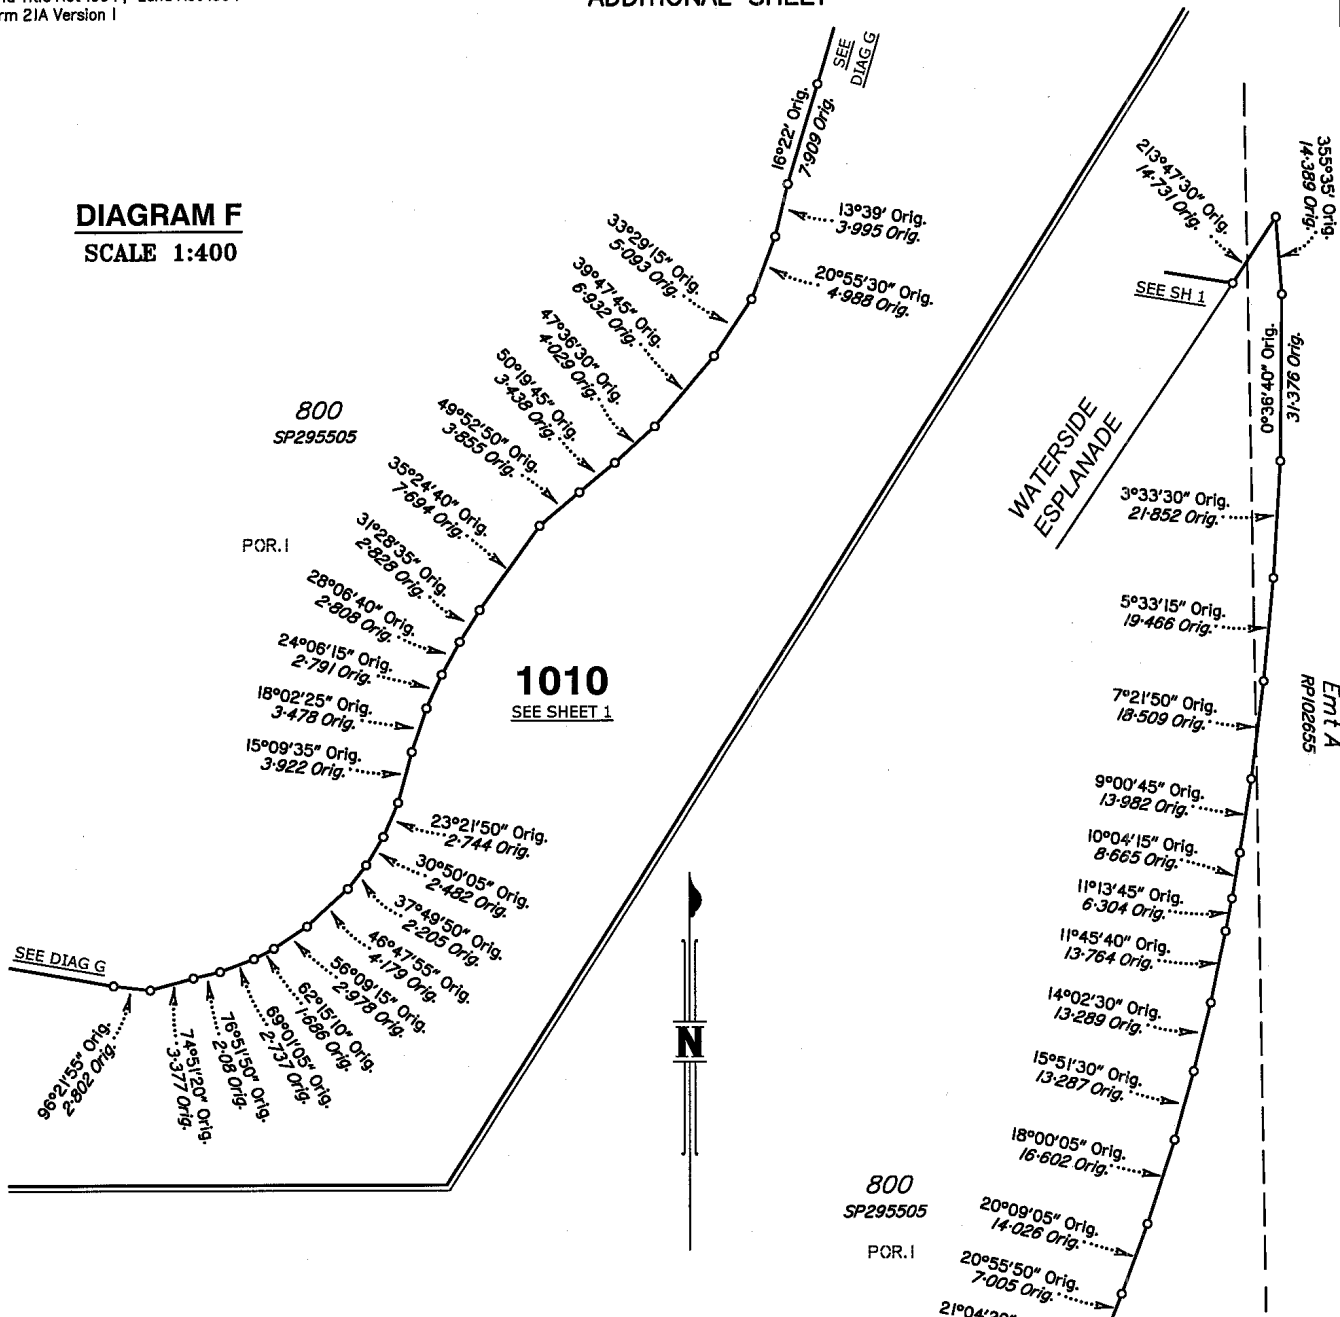 rm 21A Version 1
ADDITIONAL SHEET
DIAGRAM F
SCALE 1:400
SEE
DIAG G
16°22' Orig.
7·909 Orig.
13°39' Orig.
3·995 Orig.
20°55'30" Orig.
4·988 Orig.
33°29'15" Orig.
5·093 Orig.
39°47'45" Orig.
6·932 Orig.
47°36'30" Orig.
4·029 Orig.
50°19'45" Orig.
3·438 Orig.
49°52'50" Orig.
3·855 Orig.
35°24'40" Orig.
7·694 Orig.
31°28'35" Orig.
2·828 Orig.
28°06'40" Orig.
2·808 Orig.
24°06'15" Orig.
2·791 Orig.
18°02'25" Orig.
3·478 Orig.
15°09'35" Orig.
3·922 Orig.
800
SP295505
POR.1
1010
SEE SHEET 1
23°21'50" Orig.
2·744 Orig.
30°50'05" Orig.
2·482 Orig.
37°49'50" Orig.
2·205 Orig.
46°47'55" Orig.
4·179 Orig.
56°09'15" Orig.
2·978 Orig.
62°15'10" Orig.
1·686 Orig.
69°01'05" Orig.
2·737 Orig.
76°51'50" Orig.
2·08 Orig.
74°51'20" Orig.
3·377 Orig.
96°21'55" Orig.
2·802 Orig.
SEE DIAG G
N
213°47'30" Orig.
14·731 Orig.
355°35' Orig.
14·389 Orig.
SEE SH 1
WATERSIDE
ESPLANADE
0°36'40" Orig.
31·376 Orig.
3°33'30" Orig.
21·852 Orig.
5°33'15" Orig.
19·466 Orig.
7°21'50" Orig.
18·509 Orig.
Emt A
RP102655
9°00'45" Orig.
13·982 Orig.
10°04'15" Orig.
8·665 Orig.
11°13'45" Orig.
6·304 Orig.
11°45'40" Orig.
13·764 Orig.
14°02'30" Orig.
13·289 Orig.
15°51'30" Orig.
13·287 Orig.
18°00'05" Orig.
16·602 Orig.
20°09'05" Orig.
14·026 Orig.
20°55'50" Orig.
7·005 Orig.
800
SP295505
POR.1